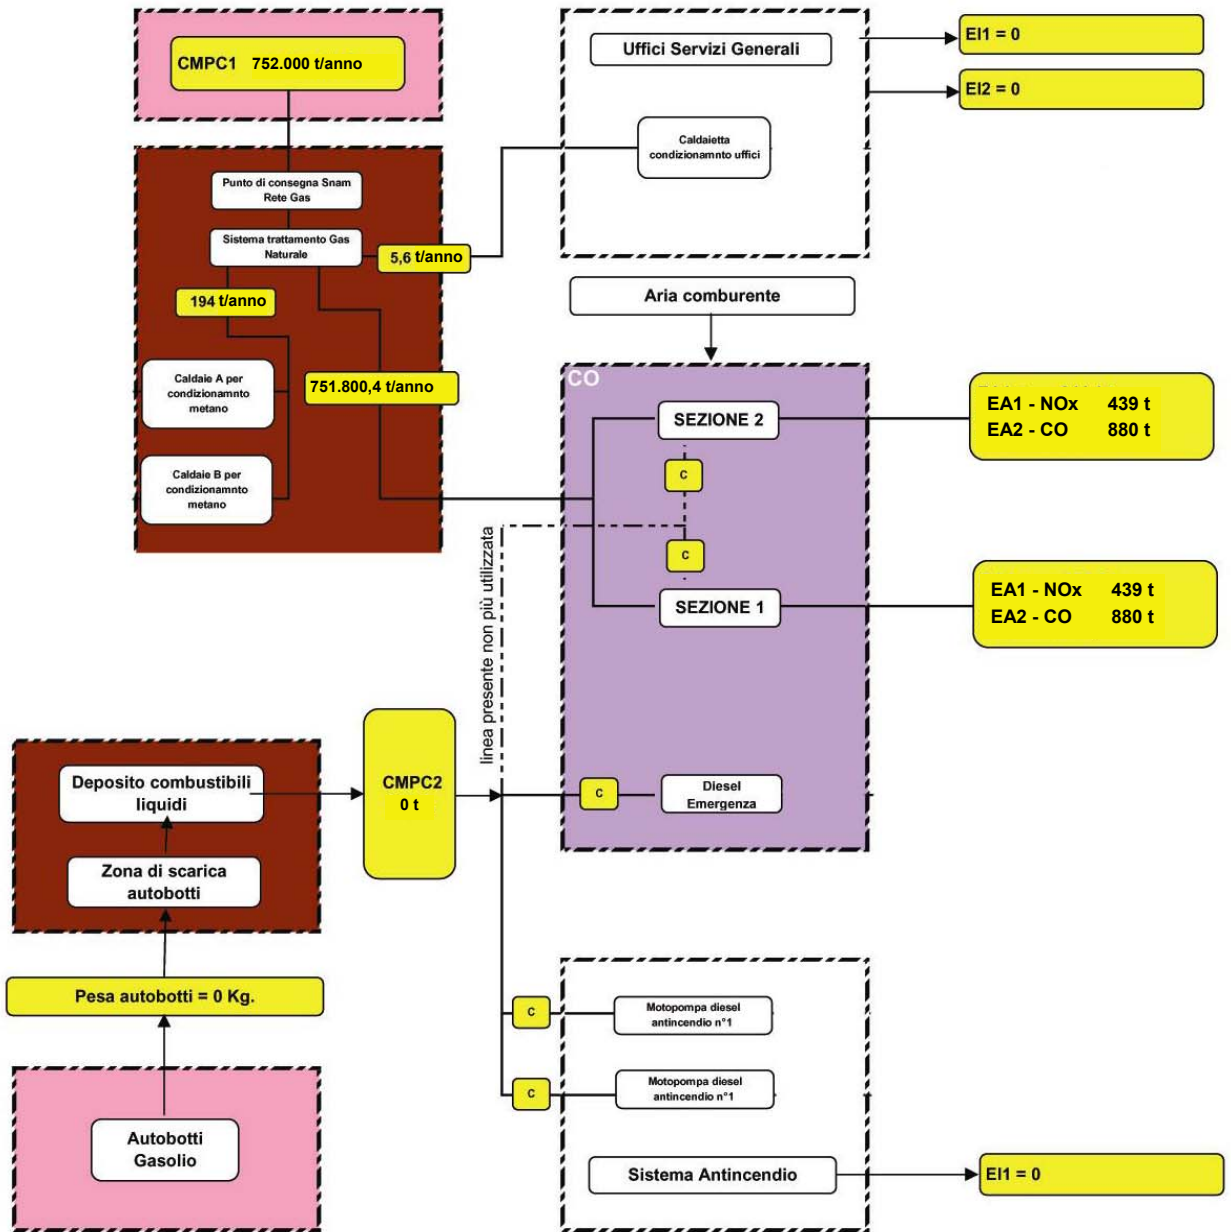 CMPC1 752.000 t/anno
Punto di consegna Snam
Rete Gas
Sistema trattamento Gas
Naturale
5,6 t/anno
194 t/anno
751.800,4 t/anno
Caldaie A per
condizionamnto
metano
Caldaie B per
condizionamnto
metano
Uffici Servizi Generali
Caldaietta
condizionamnto uffici
EI1 = 0
EI2 = 0
Aria comburente
CO
SEZIONE 2
C
C
SEZIONE 1
EA1 - NOx 439 t
EA2 - CO 880 t
EA1 - NOx 439 t
EA2 - CO 880 t
linea presente non più utilizzata
Deposito combustibili
liquidi
Zona di scarica
autobotti
CMPC2
0 t
C
Diesel
Emergenza
Pesa autobotti = 0 Kg.
Autobotti
Gasolio
C
Motopompa diesel
antincendio n°1
C
Motopompa diesel
antincendio n°1
Sistema Antincendio
EI1 = 0